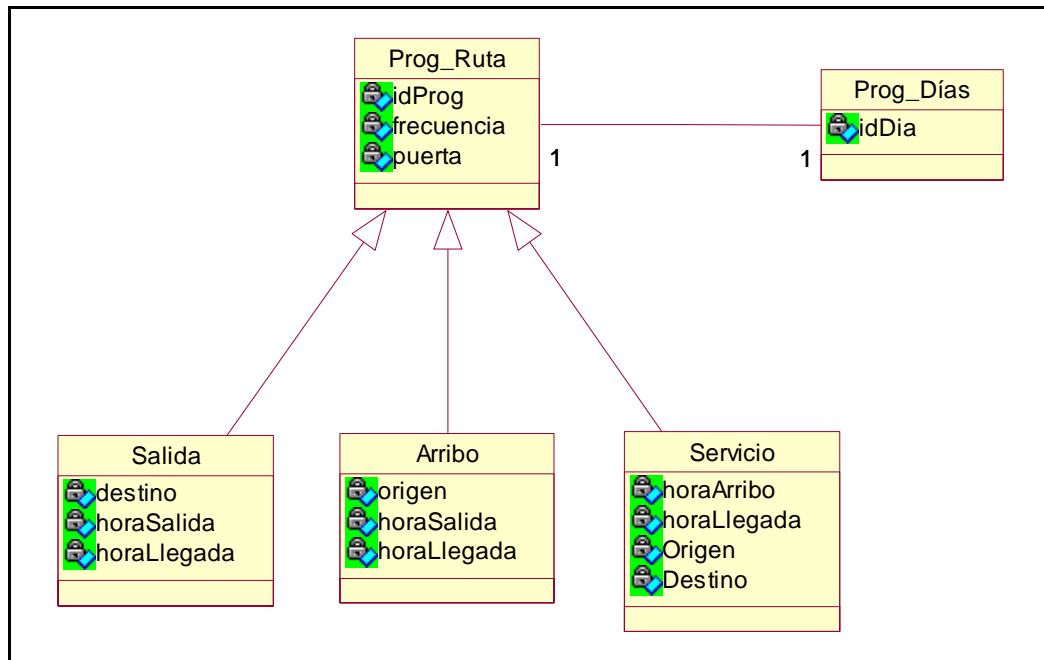 Prog_Ruta
idProg
frecuencia
puerta
Prog_Días
idDia
1
1
Salida
destino
horaSalida
horaLlegada
Arribo
origen
horaSalida
horaLlegada
Servicio
horaArribo
horaLlegada
Origen
Destino